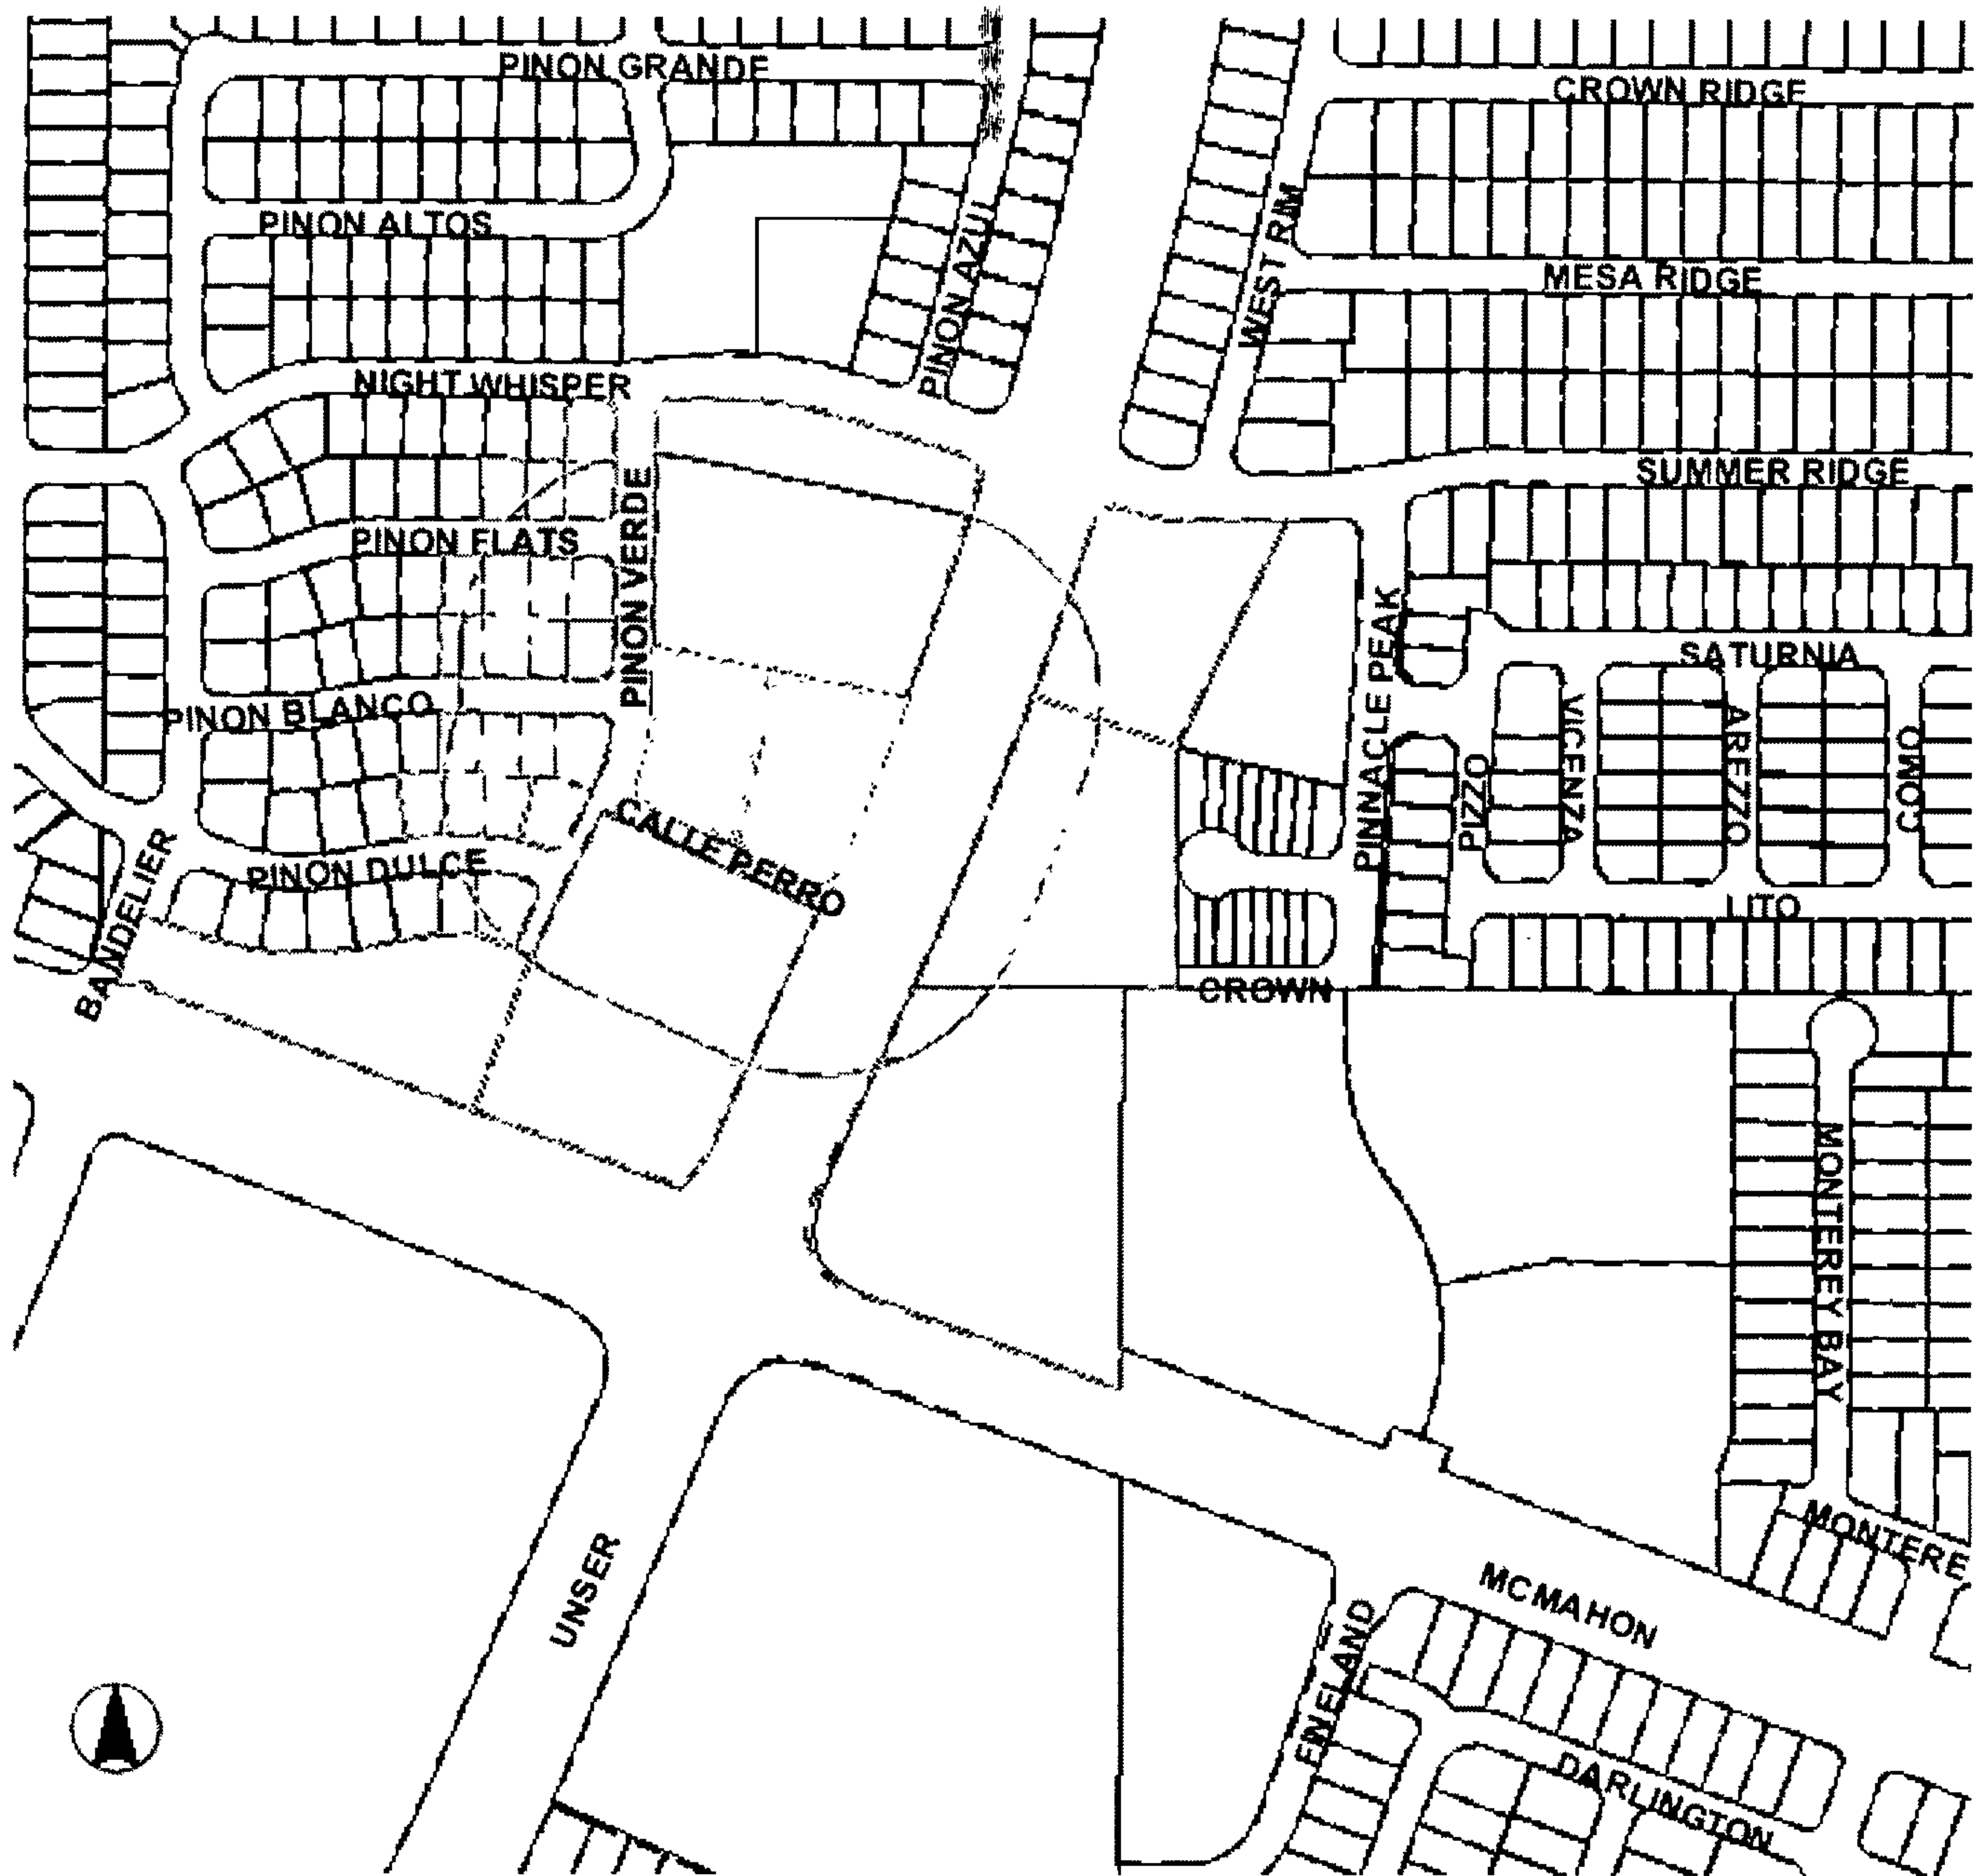 PINON GRANDE
CROWN RIDGE
PINON ALTOS
PINON AZUL
WEST RIM
MESA RIDGE
NIGHT WHISPER
SUMMER RIDGE
PINON FLATS
PINON VERDE
PINNACLE PEAK
SATURNIA
PINON BLANCO
VICENZA
AREZZO
COMO
PIZZO
CALLE PERRO
PINON DULCE
BANDELIER
LITO
CROWN
MONTEREY BAY
MONTERE
UNSER
MCMAHON
ENELAND
DARLINGTON